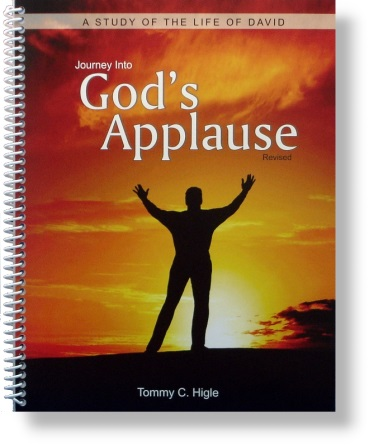 A STUDY OF THE LIFE OF DAVID
Journey Into
God's
Applause
Revised
Tommy C. Higle